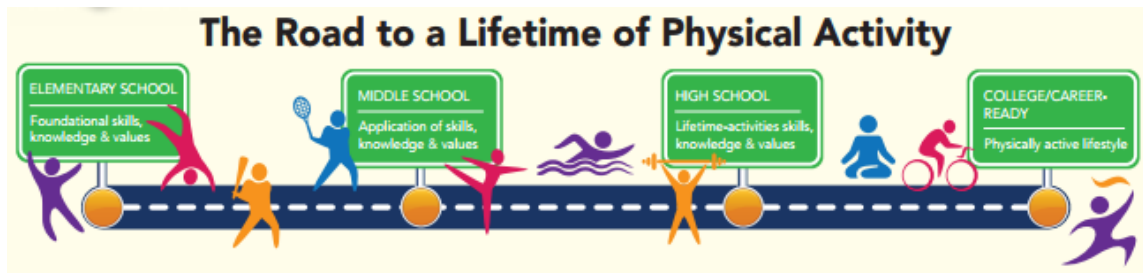 The Road to a Lifetime of Physical Activity
ELEMENTARY SCHOOL
Foundational skills,
knowledge & values
MIDDLE SCHOOL
Application of skills,
knowledge & values
HIGH SCHOOL
Lifetime-activities skills,
knowledge & values
COLLEGE/CAREER-
READY
Physically active lifestyle